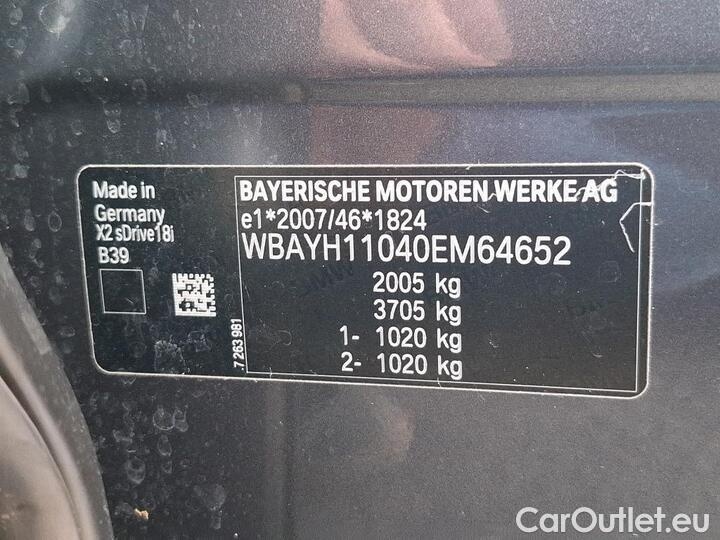 Made in
Germany
X2 sDrive18i
B39
7 263 981
BAYERISCHE MOTOREN WERKE AG
e1*2007/46*1824
WBAYH11040EM64652
2005 kg
3705 kg
1- 1020 kg
2- 1020 kg
CarOutlet.eu